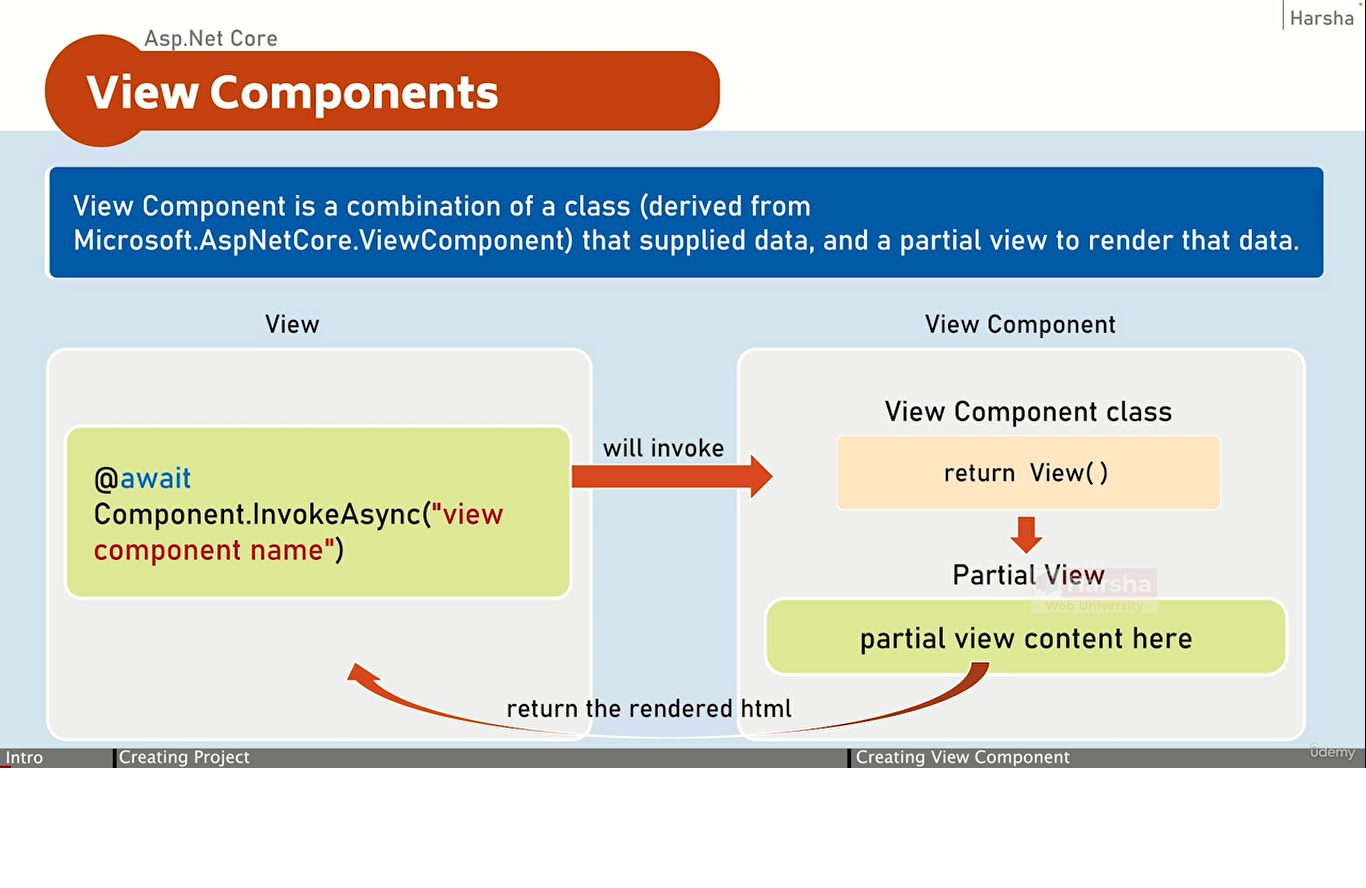 Harsha
Asp.Net Core
View Components
View Component is a combination of a class (derived from
Microsoft.AspNetCore.ViewComponent) that supplied data, and a partial view to render that data.
View
@await
Component.InvokeAsync("view
component name")
will invoke
View Component
View Component class
return View( )
Partial View
Harsha
Web University
partial view content here
return the rendered html
Intro
Creating Project
Creating View Component
ûdemy